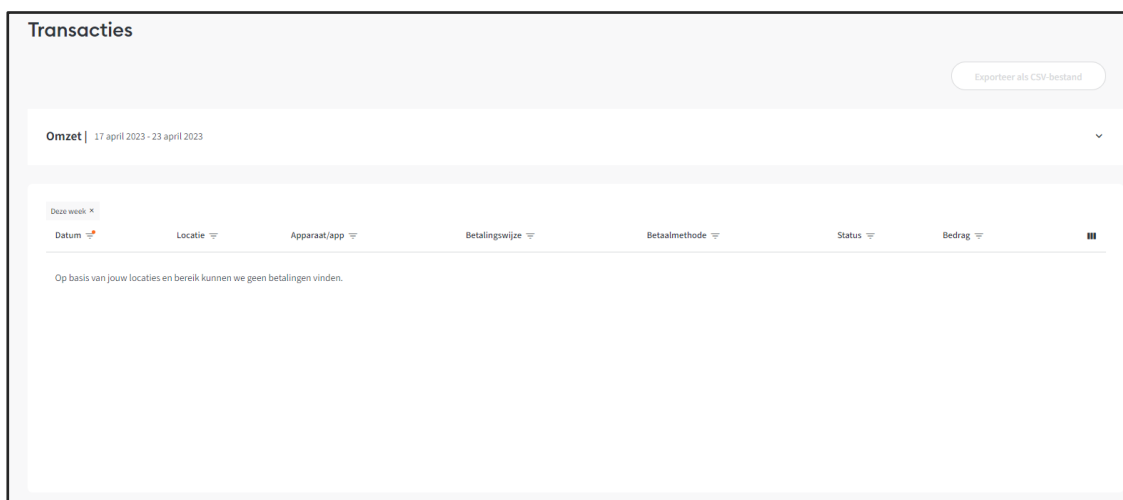 Transacties
Exporteer als CSV-bestand
Omzet | 17 april 2023 - 23 april 2023
Deze week ×
Datum Locatie Apparaat/app Betalingswijze Betaalmethode Status Bedrag
Op basis van jouw locaties en bereik kunnen we geen betalingen vinden.